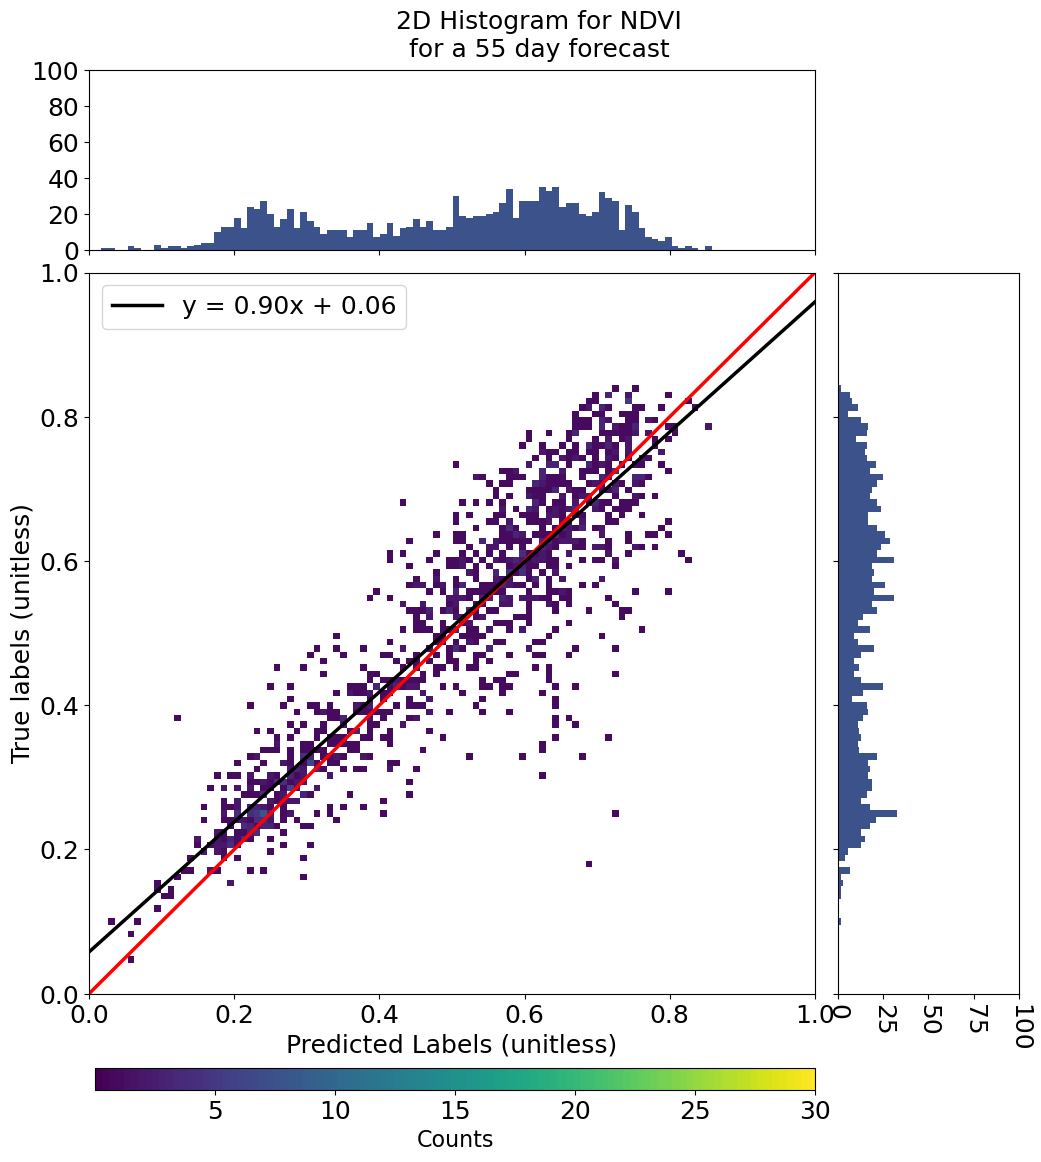 2D Histogram for NDVI
for a 55 day forecast
100
80
60
40
20
0
1.0
0.8
0.6
0.4
0.2
0.0
True labels (unitless)
y = 0.90x + 0.06
0.0 0.2 0.4 0.6 0.8 1.0
Predicted Labels (unitless)
0 25 50 75 100
5 10 15 20 25 30
Counts